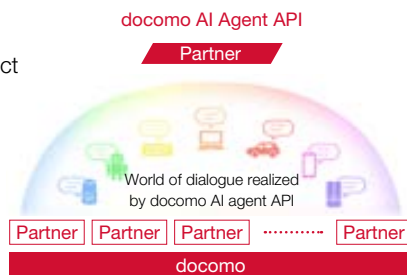 docomo AI Agent API
Partner
ct
World of dialogue realized
by docomo AI agent API
Partner Partner Partner Partner
docomo